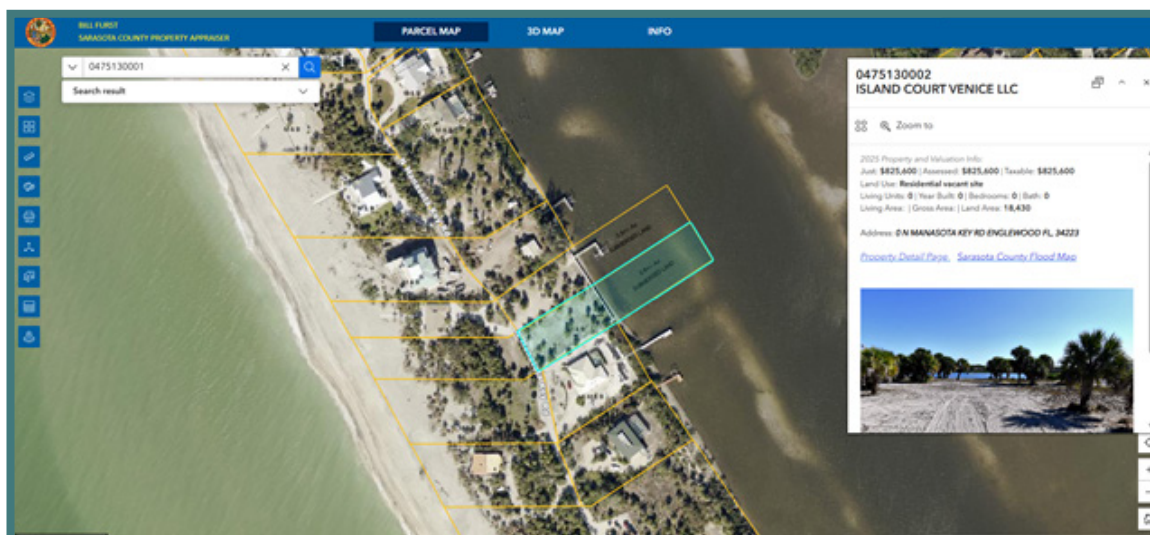 BILL FURST
SARASOTA COUNTY PROPERTY APPRAISER
PARCEL MAP
3D MAP
INFO
0475130001
Search result
0475130002
ISLAND COURT VENICE LLC
Zoom to
2025 Property and Valuation Info:
Just: $825,600 | Assessed: $825,600 | Taxable: $825,600
Land Use: Residential vacant site
Living Units: 0 | Year Built: 0 | Bedrooms: 0 | Bath: 0
Living Area: | Gross Area: | Land Area: 18,430
Address: 0 N MANASOTA KEY RD ENGLEWOOD FL, 34223
Property Detail Page Sarasota County Flood Map